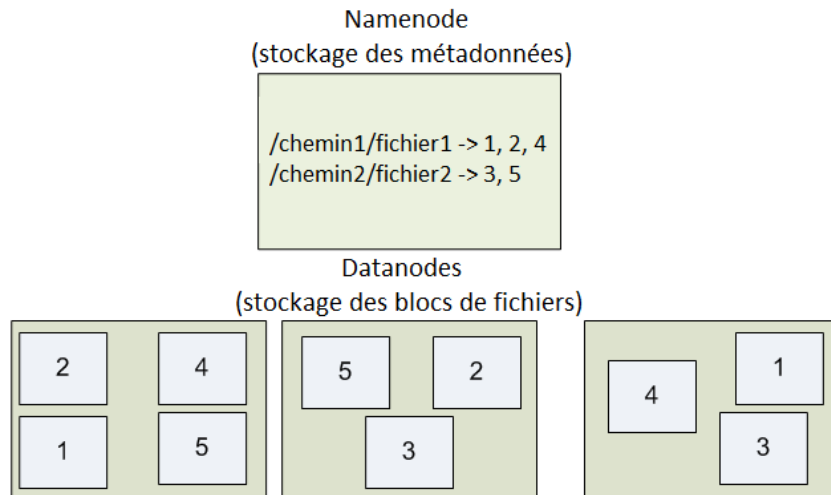 Namenode
(stockage des métadonnées)
/chemin1/fichier1 -> 1, 2, 4
/chemin2/fichier2 -> 3, 5
Datanodes
(stockage des blocs de fichiers)
2
4
1
5
5
2
3
4
1
3